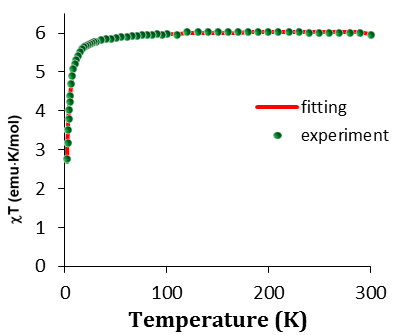 6
5
4
3
2
1
0
χT (emu·K/mol)
fitting
experiment
0 100 200 300
Temperature (K)